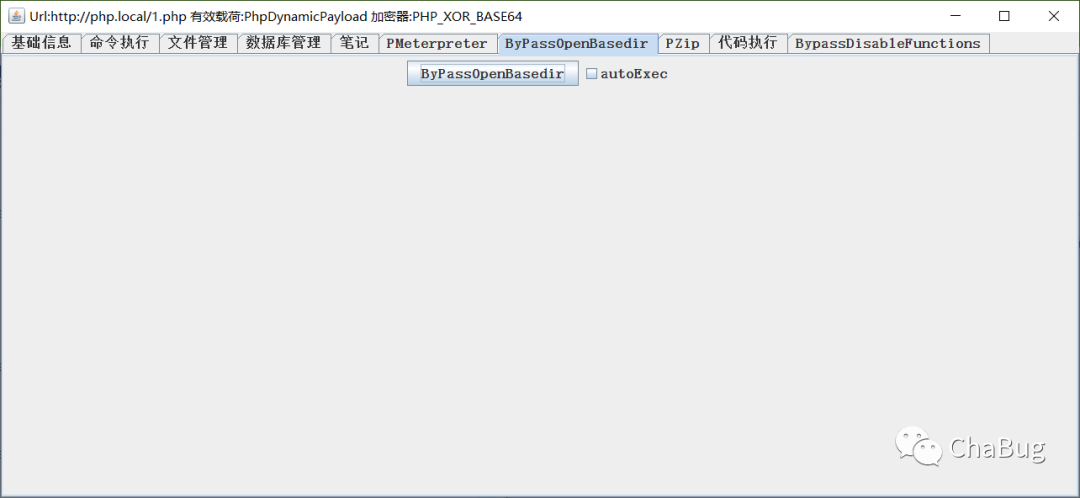 Url:http://php.local/1.php 有效载荷:PhpDynamicPayload 加密器:PHP_XOR_BASE64
基础信息 命令执行 文件管理 数据库管理 笔记 PMeterpreter ByPassOpenBasedir PZip 代码执行 BypassDisableFunctions
ByPassOpenBasedir autoExec
ChaBug